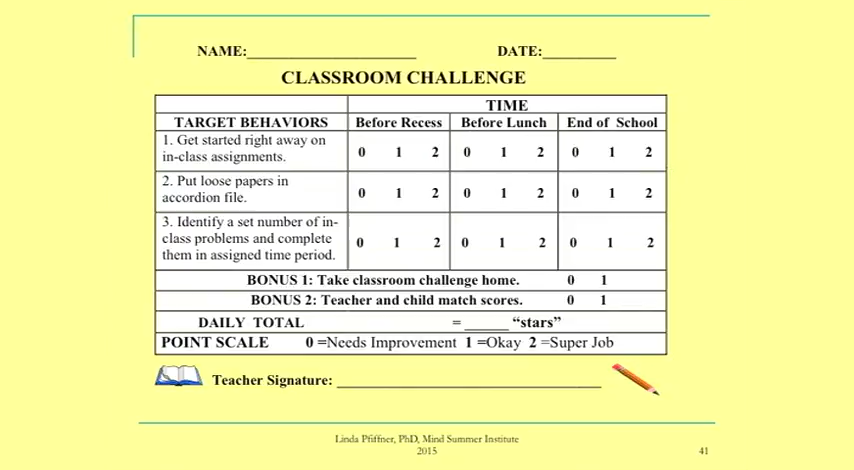 NAME:________________________ DATE:__________
CLASSROOM CHALLENGE
TIME
TARGET BEHAVIORS Before Recess Before Lunch End of School
1. Get started right away on
in-class assignments.
0 1 2 0 1 2 0 1 2
2. Put loose papers in
accordion file.
0 1 2 0 1 2 0 1 2
3. Identify a set number of in-
class problems and complete
them in assigned time period.
0 1 2 0 1 2 0 1 2
BONUS 1: Take classroom challenge home. 0 1
BONUS 2: Teacher and child match scores. 0 1
DAILY TOTAL = ______ “stars”
POINT SCALE 0 =Needs Improvement 1 =Okay 2 =Super Job
Teacher Signature: ___________________________________
Linda Pfiffner, PhD, Mind Summer Institute
2015
41